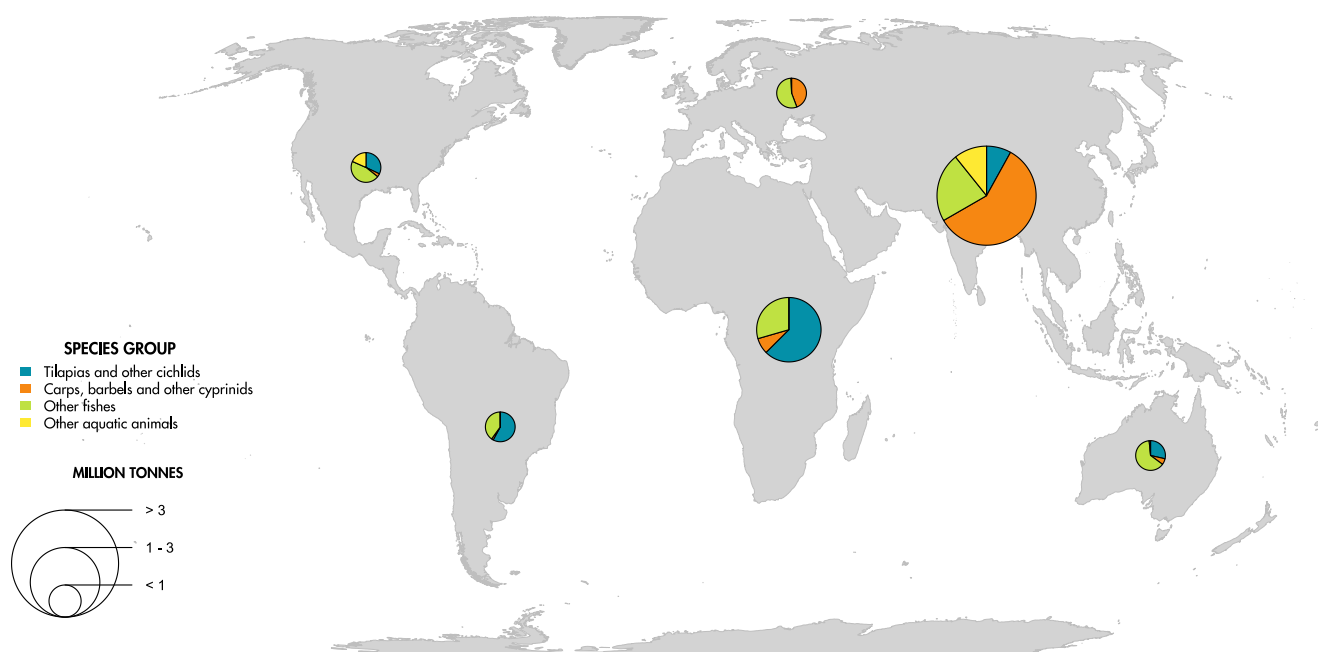 SPECIES GROUP
Tilapias and other cichlids
Carps, barbels and other cyprinids
Other fishes
Other aquatic animals
MILLION TONNES
> 3
1 - 3
< 1